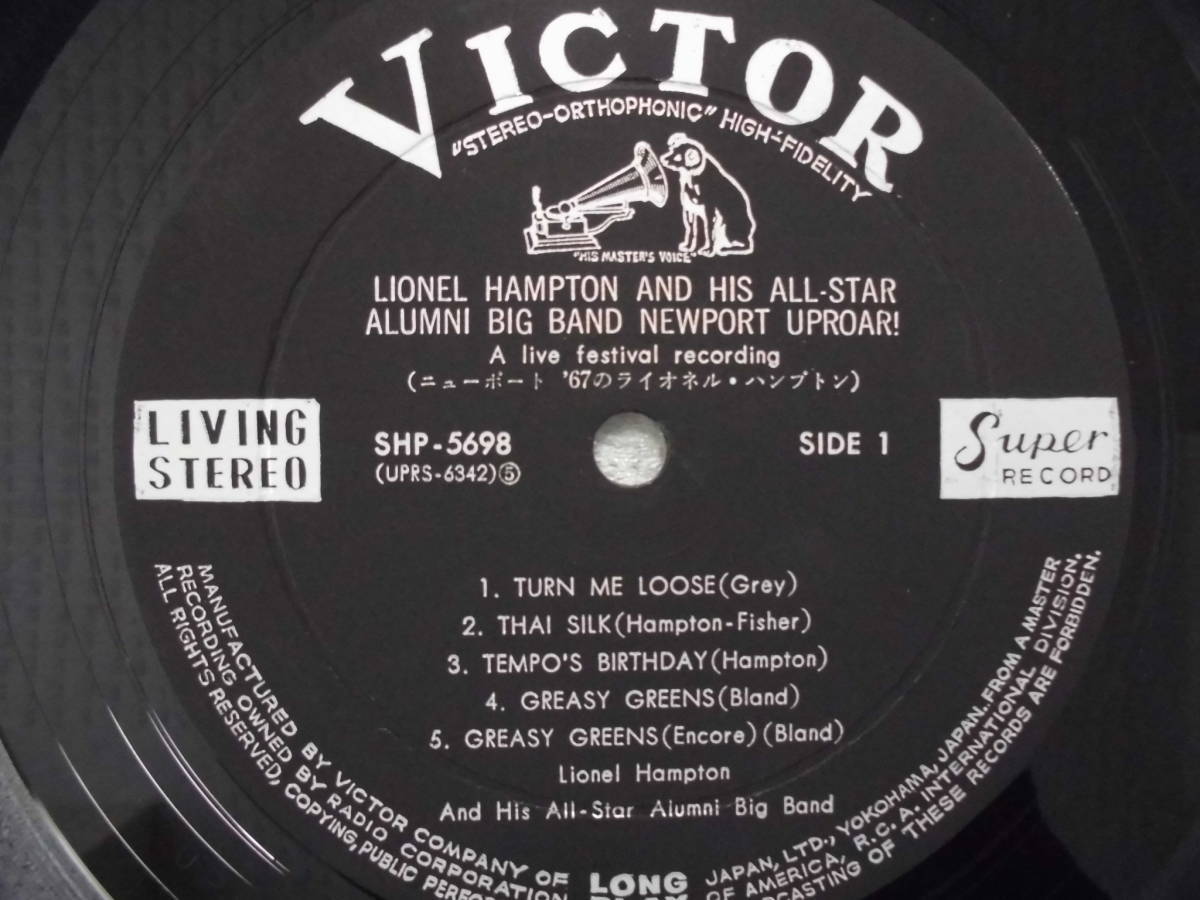 VICTOR
"STEREO-ORTHOPHONIC" HIGH-FIDELITY
"HIS MASTER'S VOICE"
LIONEL HAMPTON AND HIS ALL-STAR
ALUMNI BIG BAND NEWPORT UPROAR!
A live festival recording
(ニューポート '67のライオネル・ハンプトン)
LIVING
STEREO
SHP-5698
(UPRS-6342)⑤
SIDE 1
Super
RECORD
1. TURN ME LOOSE(Grey)
2. THAI SILK(Hampton-Fisher)
3. TEMPO'S BIRTHDAY(Hampton)
4. GREASY GREENS(Bland)
5. GREASY GREENS(Encore)(Bland)
Lionel Hampton
And His All-Star Alumni Big Band
MANUFACTURED BY VICTOR COMPANY OF JAPAN, LTD., YOKOHAMA, JAPAN. FROM A MASTER
RECORDING OWNED BY RADIO CORPORATION OF AMERICA, R.C.A. INTERNATIONAL DIVISION.
ALL RIGHTS RESERVED, COPYING, PUBLIC THESE RECORDS ARE FORBIDDEN.
LONG